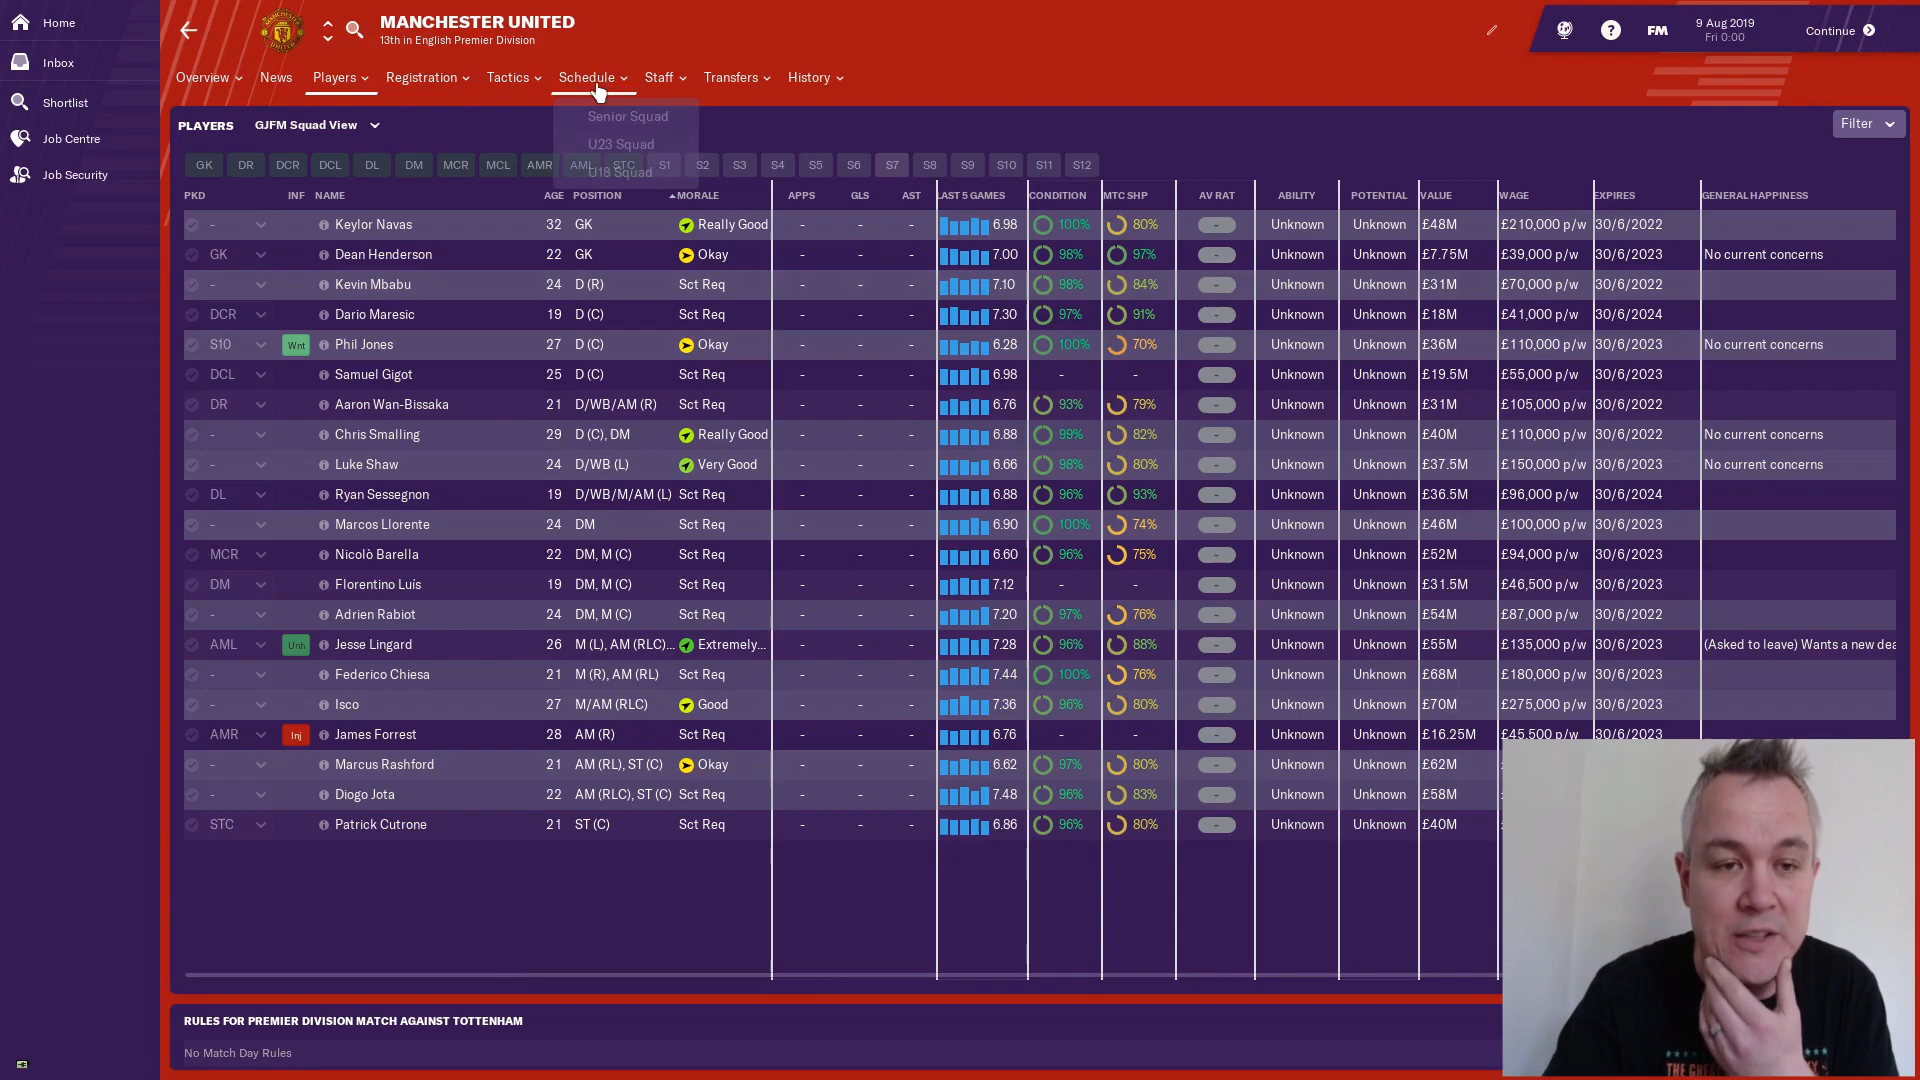 Home
Inbox
Shortlist
Job Centre
Job Security
MANCHESTER UNITED
13th in English Premier Division
FM
9 Aug 2019
Fri 0:00
Continue
Overview News Players Registration Tactics Schedule Staff Transfers History
Senior Squad
U23 Squad
U18 Squad
PLAYERS GJFM Squad View
Filter
GK DR DCR DCL DL DM MCR MCL AMR AML STC S1 S2 S3 S4 S5 S6 S7 S8 S9 S10 S11 S12
PKD INF NAME AGE POSITION MORALE APPS GLS AST LAST 5 GAMES CONDITION MTC SHP AV RAT ABILITY POTENTIAL VALUE WAGE EXPIRES GENERAL HAPPINESS
- Keylor Navas 32 GK Really Good - - - 6.98 100% 80% - Unknown Unknown £48M £210,000 p/w 30/6/2022
GK Dean Henderson 22 GK Okay - - - 7.00 98% 97% - Unknown Unknown £7.75M £39,000 p/w 30/6/2023 No current concerns
- Kevin Mbabu 24 D (R) Sct Req - - - 7.10 98% 84% - Unknown Unknown £31M £70,000 p/w 30/6/2022
DCR Dario Maresic 19 D (C) Sct Req - - - 7.30 97% 91% - Unknown Unknown £18M £41,000 p/w 30/6/2024
S10 Wnt Phil Jones 27 D (C) Okay - - - 6.28 100% 70% - Unknown Unknown £36M £110,000 p/w 30/6/2023 No current concerns
DCL Samuel Gigot 25 D (C) Sct Req - - - 6.98 - - - Unknown Unknown £19.5M £55,000 p/w 30/6/2023
DR Aaron Wan-Bissaka 21 D/WB/AM (R) Sct Req - - - 6.76 93% 79% - Unknown Unknown £31M £105,000 p/w 30/6/2022
- Chris Smalling 29 D (C), DM Really Good - - - 6.88 99% 82% - Unknown Unknown £40M £110,000 p/w 30/6/2022 No current concerns
- Luke Shaw 24 D/WB (L) Very Good - - - 6.66 98% 80% - Unknown Unknown £37.5M £150,000 p/w 30/6/2023 No current concerns
DL Ryan Sessegnon 19 D/WB/M/AM (L) Sct Req - - - 6.88 96% 93% - Unknown Unknown £36.5M £96,000 p/w 30/6/2024
- Marcos Llorente 24 DM Sct Req - - - 6.90 100% 74% - Unknown Unknown £46M £100,000 p/w 30/6/2023
MCR Nicolò Barella 22 DM, M (C) Sct Req - - - 6.60 96% 75% - Unknown Unknown £52M £94,000 p/w 30/6/2023
DM Florentino Luís 19 DM, M (C) Sct Req - - - 7.12 - - - Unknown Unknown £31.5M £46,500 p/w 30/6/2023
- Adrien Rabiot 24 DM, M (C) Sct Req - - - 7.20 97% 76% - Unknown Unknown £54M £87,000 p/w 30/6/2022
AML Unh Jesse Lingard 26 M (L), AM (RLC)... Extremely... - - - 7.28 96% 88% - Unknown Unknown £55M £135,000 p/w 30/6/2023 (Asked to leave) Wants a new dea
- Federico Chiesa 21 M (R), AM (RL) Sct Req - - - 7.44 100% 76% - Unknown Unknown £68M £180,000 p/w 30/6/2023
- Isco 27 M/AM (RLC) Good - - - 7.36 96% 80% - Unknown Unknown £70M £275,000 p/w 30/6/2023
AMR Inj James Forrest 28 AM (R) Sct Req - - - 6.76 - - - Unknown Unknown £16.25M £45,500 p/w 30/6/2023
- Marcus Rashford 21 AM (RL), ST (C) Okay - - - 6.62 97% 80% - Unknown Unknown £62M
- Diogo Jota 22 AM (RLC), ST (C) Sct Req - - - 7.48 96% 83% - Unknown Unknown £58M
STC Patrick Cutrone 21 ST (C) Sct Req - - - 6.86 96% 80% - Unknown Unknown £40M
RULES FOR PREMIER DIVISION MATCH AGAINST TOTTENHAM
No Match Day Rules